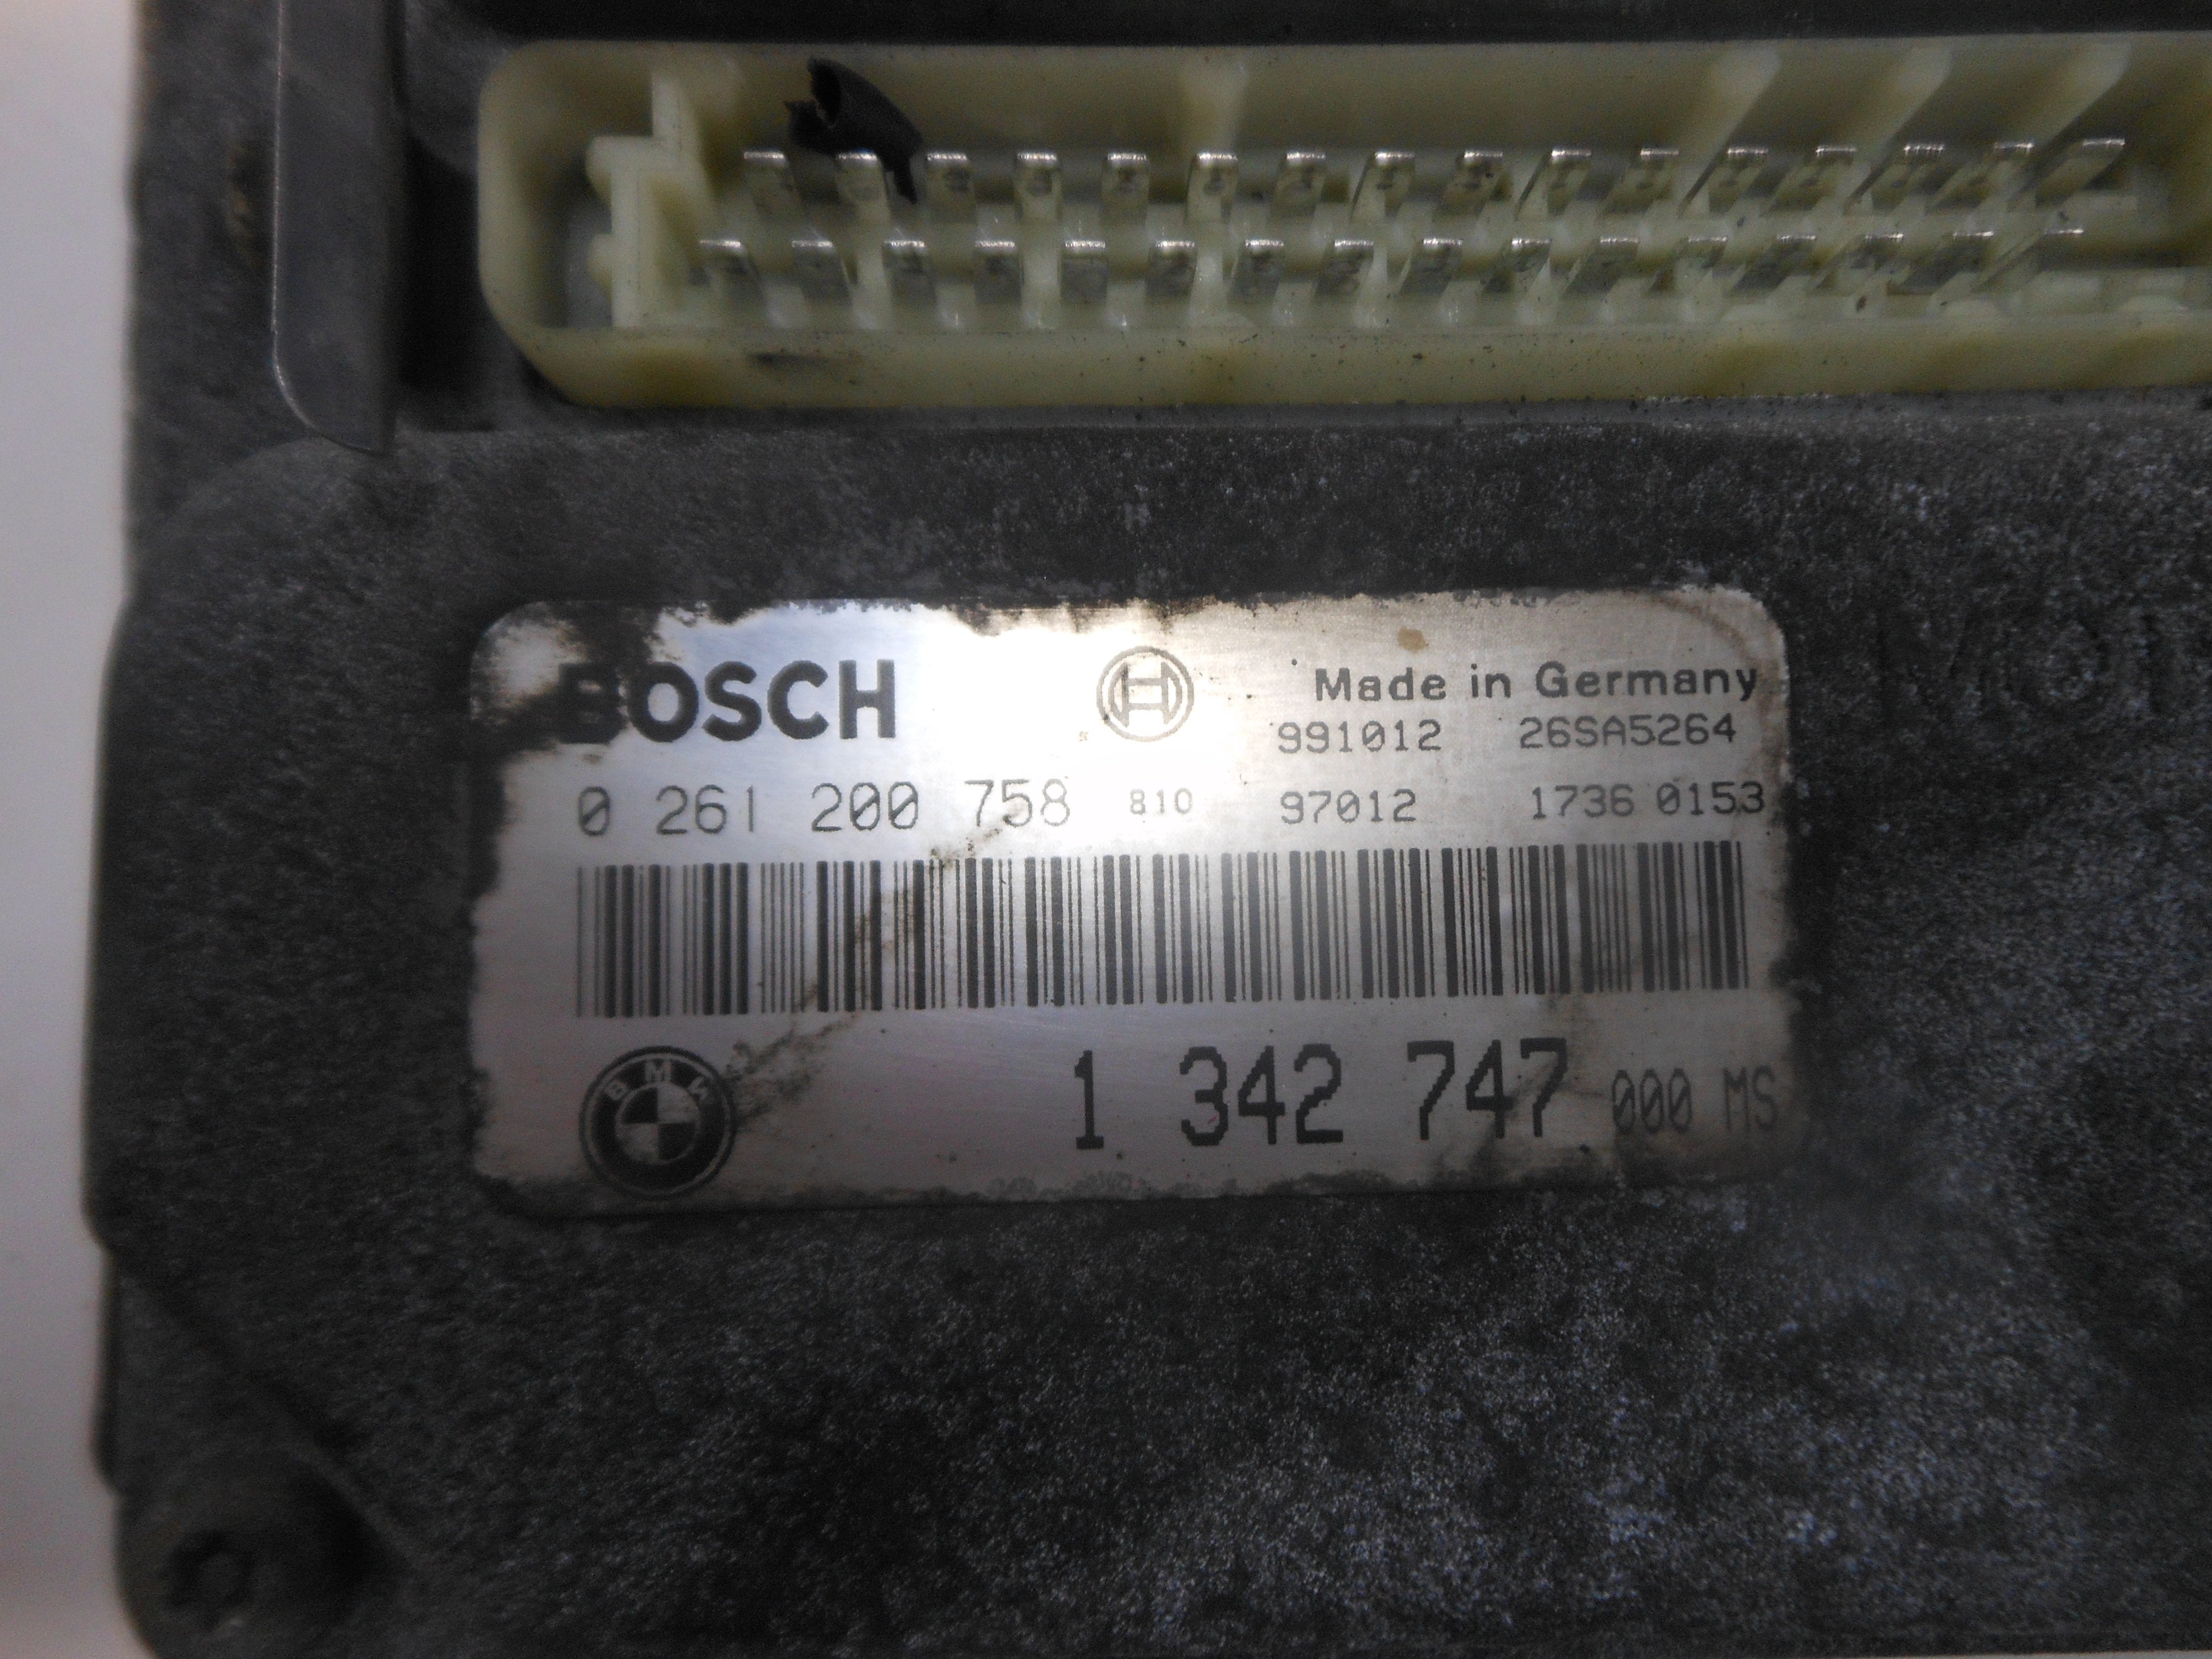 BOSCH Made in Germany
991012 26SA5264
0 261 200 758 810 97012 1736 0153
BMW 1 342 747 000 MS